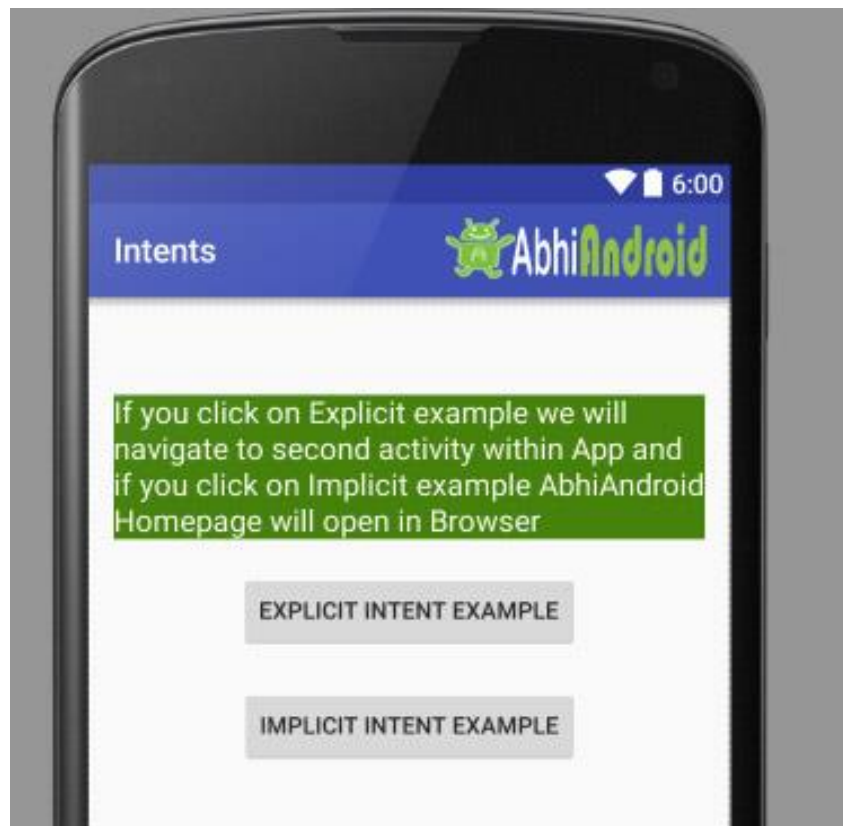 6:00
Intents
AbhiAndroid
If you click on Explicit example we will
navigate to second activity within App and
if you click on Implicit example AbhiAndroid
Homepage will open in Browser
EXPLICIT INTENT EXAMPLE
IMPLICIT INTENT EXAMPLE